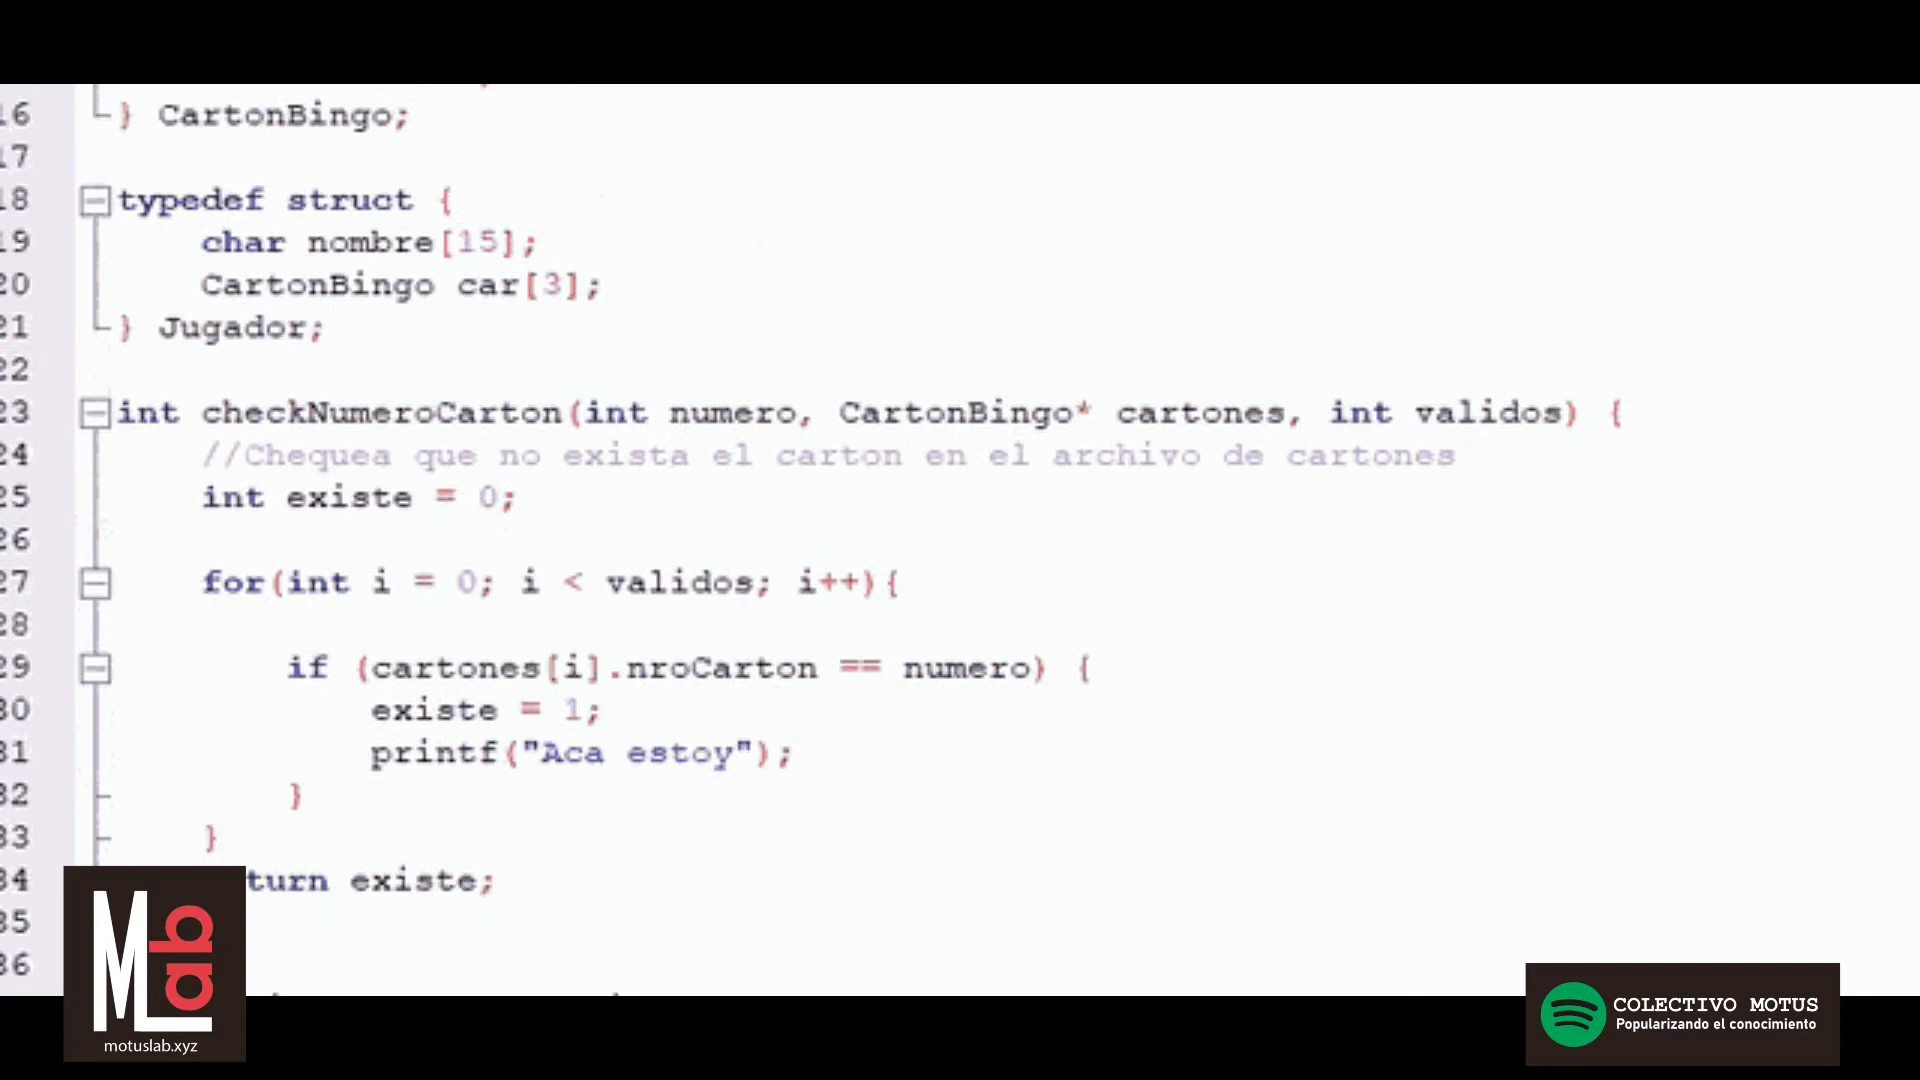 16 } CartonBingo;
17
18 typedef struct {
19 char nombre[15];
20 CartonBingo car[3];
21 } Jugador;
22
23 int checkNumeroCarton(int numero, CartonBingo* cartones, int validos) {
24 //Chequea que no exista el carton en el archivo de cartones
25 int existe = 0;
26
27 for(int i = 0; i < validos; i++){
28
29 if (cartones[i].nroCarton == numero) {
30 existe = 1;
31 printf("Aca estoy");
32 }
33 }
34 turn existe;
35
36
MLab
motuslab.xyz
COLECTIVO MOTUS
Popularizando el conocimiento